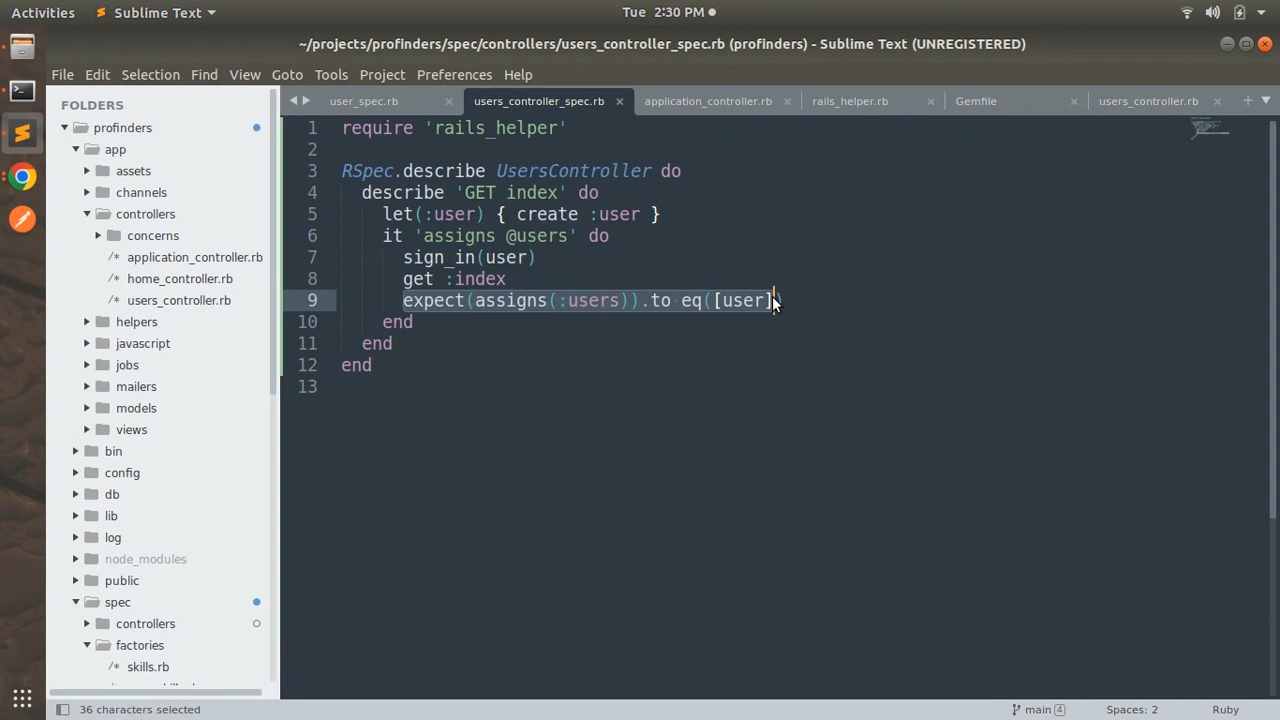 Activities
Sublime Text
Tue 2:30 PM
~/projects/profinders/spec/controllers/users_controller_spec.rb (profinders) - Sublime Text (UNREGISTERED)
File Edit Selection Find View Goto Tools Project Preferences Help
FOLDERS
profinders
app
assets
channels
controllers
concerns
/* application_controller.rb
/* home_controller.rb
/* users_controller.rb
helpers
javascript
jobs
mailers
models
views
bin
config
db
lib
log
node_modules
public
spec
controllers
factories
/* skills.rb
user_spec.rb × users_controller_spec.rb × application_controller.rb × rails_helper.rb × Gemfile × users_controller.rb × +
1 require 'rails_helper'
2
3 RSpec.describe UsersController do
4 describe 'GET index' do
5 let(:user) { create :user }
6 it 'assigns @users' do
7 sign_in(user)
8 get :index
9 expect(assigns(:users)).to eq([user])
10 end
11 end
12 end
13
36 characters selected
main 4
Spaces: 2
Ruby